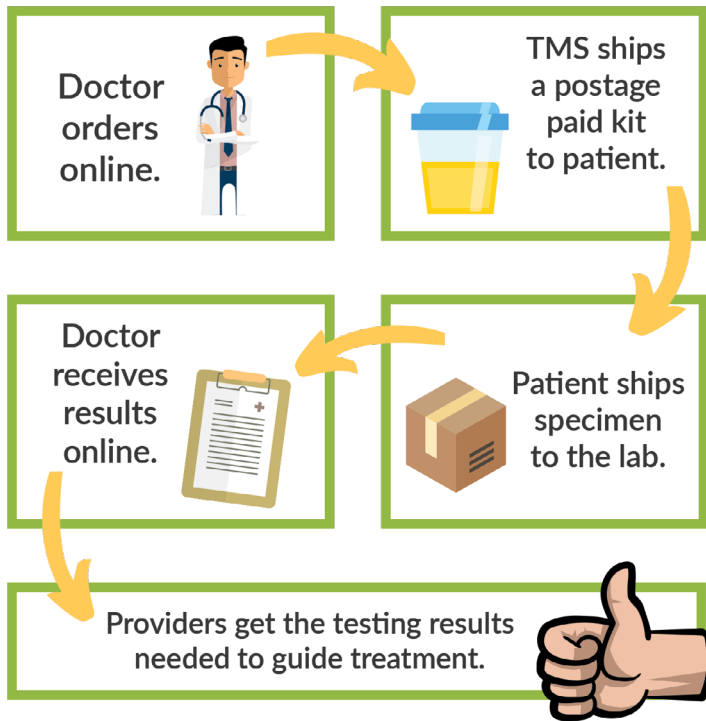 Doctor
orders
online.
TMS ships
a postage
paid kit
to patient.
Patient ships
specimen
to the lab.
Doctor
receives
results
online.
Providers get the testing results
needed to guide treatment.